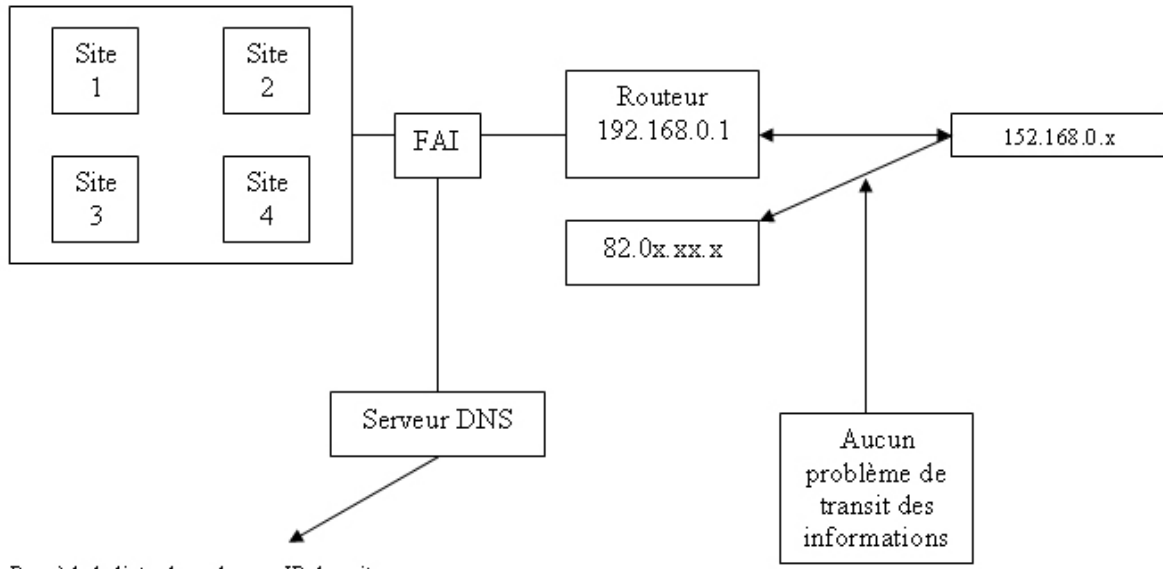 Site
1
Site
2
Site
3
Site
4
FAI
Routeur
192.168.0.1
152.168.0.x
82.0x.xx.x
Serveur DNS
Aucun
problème de
transit des
informations